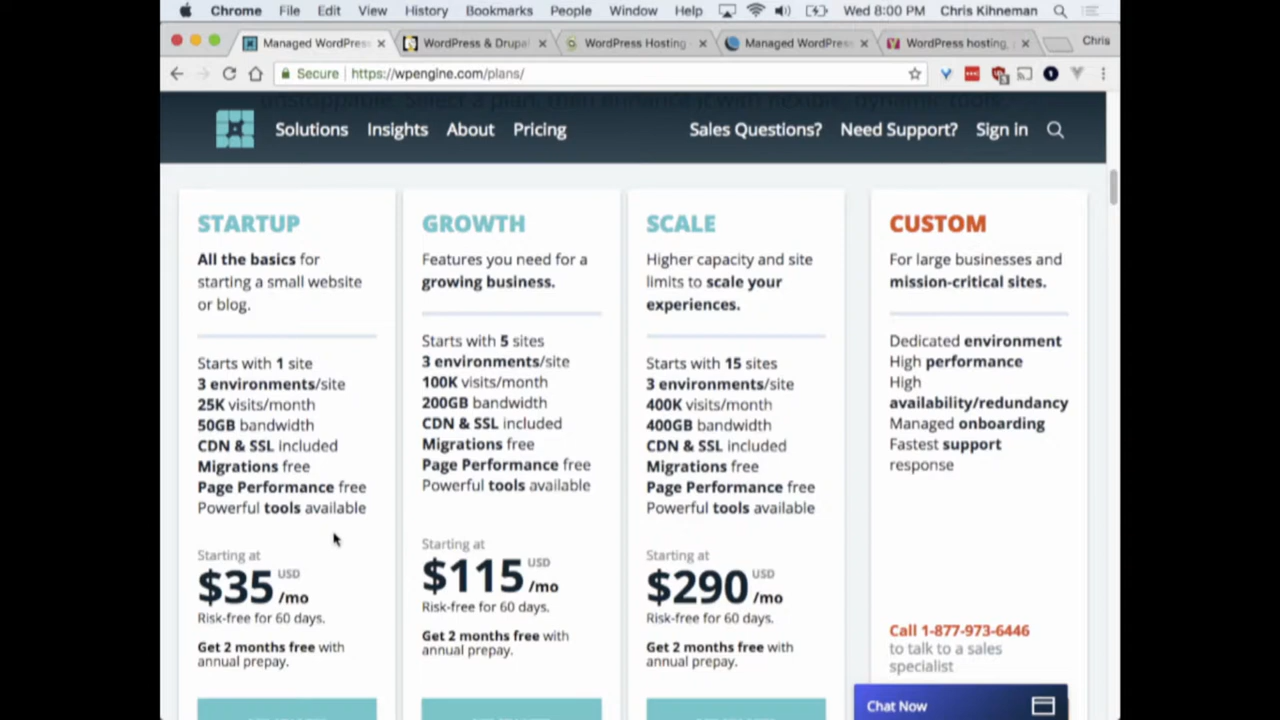 Chrome File Edit View History Bookmarks People Window Help Wed 8:00 PM Chris Kihneman
Managed WordPress WordPress & Drupal WordPress Hosting Managed WordPress WordPress hosting, Chris
Secure https://wpengine.com/plans/
unstoppable. Select a plan, then enhance it with flexible, dynamic tools.
Solutions Insights About Pricing Sales Questions? Need Support? Sign in
STARTUP
All the basics for
starting a small website
or blog.
Starts with 1 site
3 environments/site
25K visits/month
50GB bandwidth
CDN & SSL included
Migrations free
Page Performance free
Powerful tools available
Starting at
$35 USD /mo
Risk-free for 60 days.
Get 2 months free with
annual prepay.
GROWTH
Features you need for a
growing business.
Starts with 5 sites
3 environments/site
100K visits/month
200GB bandwidth
CDN & SSL included
Migrations free
Page Performance free
Powerful tools available
Starting at
$115 USD /mo
Risk-free for 60 days.
Get 2 months free with
annual prepay.
SCALE
Higher capacity and site
limits to scale your
experiences.
Starts with 15 sites
3 environments/site
400K visits/month
400GB bandwidth
CDN & SSL included
Migrations free
Page Performance free
Powerful tools available
Starting at
$290 USD /mo
Risk-free for 60 days.
Get 2 months free with
annual prepay.
CUSTOM
For large businesses and
mission-critical sites.
Dedicated environment
High performance
High
availability/redundancy
Managed onboarding
Fastest support
response
Call 1-877-973-6446
to talk to a sales
specialist
Chat Now